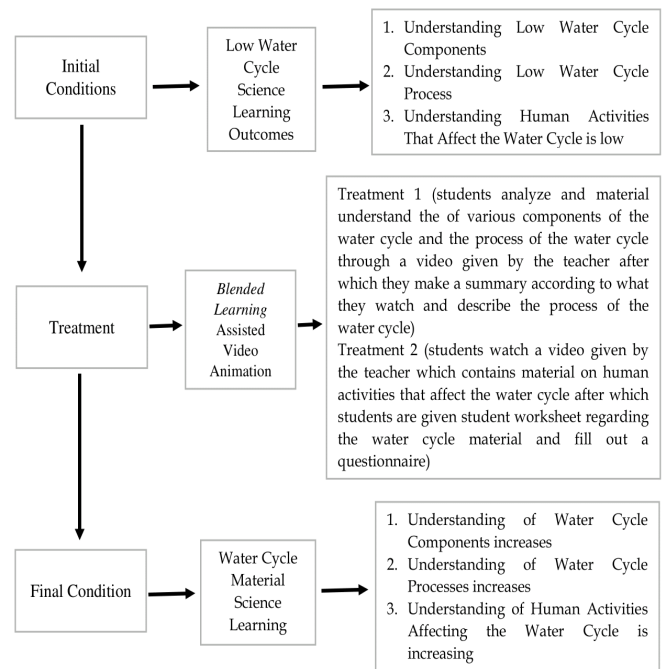 Initial
Conditions
Low Water
Cycle
Science
Learning
Outcomes
1. Understanding Low Water Cycle
Components
2. Understanding Low Water Cycle
Process
3. Understanding Human Activities
That Affect the Water Cycle is low
Treatment
Blended
Learning
Assisted
Video
Animation
Treatment 1 (students analyze and material
understand the of various components of the
water cycle and the process of the water cycle
through a video given by the teacher after
which they make a summary according to what
they watch and describe the process of the
water cycle)
Treatment 2 (students watch a video given by
the teacher which contains material on human
activities that affect the water cycle after which
students are given student worksheet regarding
the water cycle material and fill out a
questionnaire)
Final Condition
Water Cycle
Material
Science
Learning
1. Understanding of Water Cycle
Components increases
2. Understanding of Water Cycle
Processes increases
3. Understanding of Human Activities
Affecting the Water Cycle is
increasing